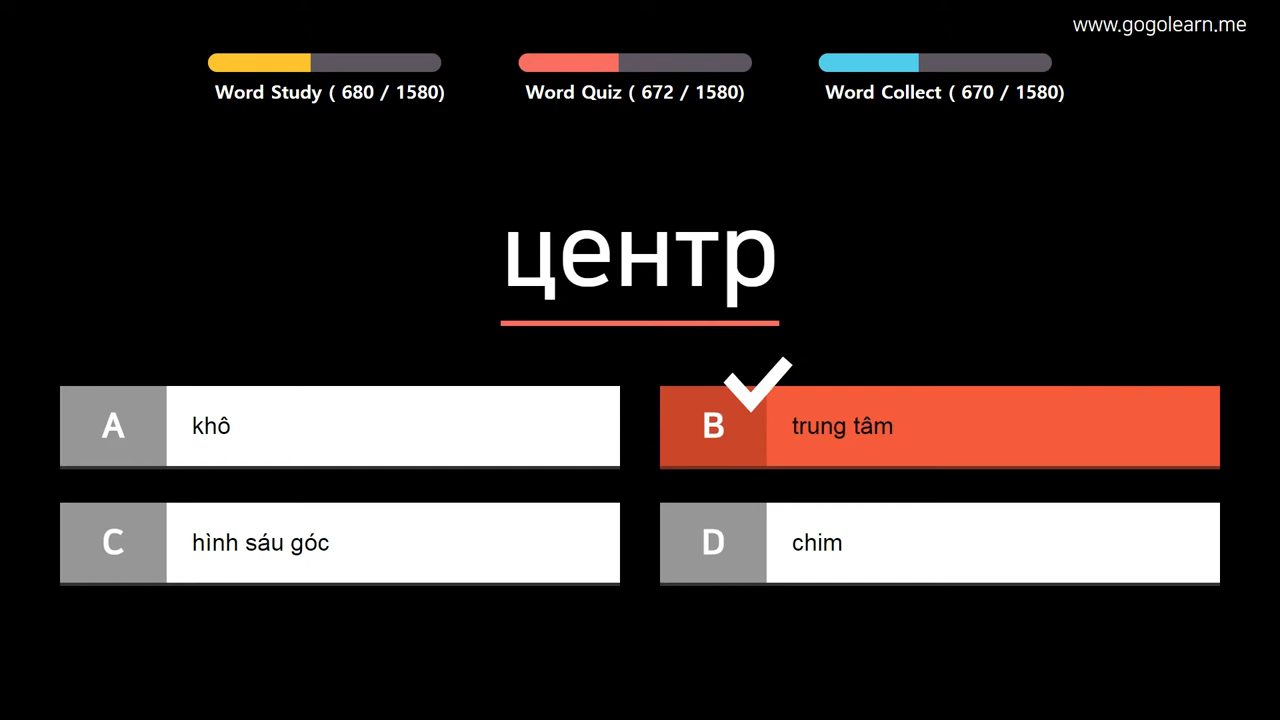 www.gogolearn.me
Word Study ( 680 / 1580)
Word Quiz ( 672 / 1580)
Word Collect ( 670 / 1580)
центр
A khô
B trung tâm
C hình sáu góc
D chim